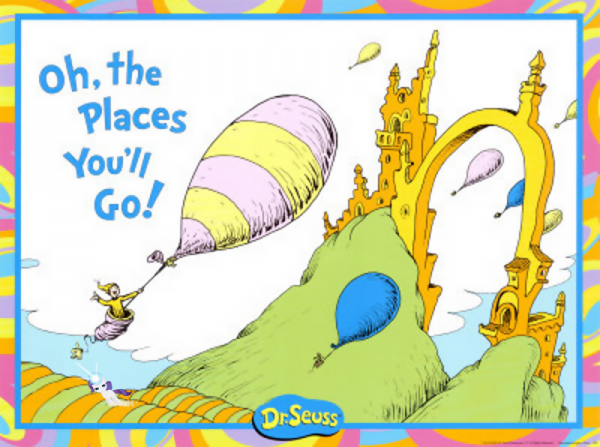 Oh, the
Places
You'll
Go!
Dr. Seuss